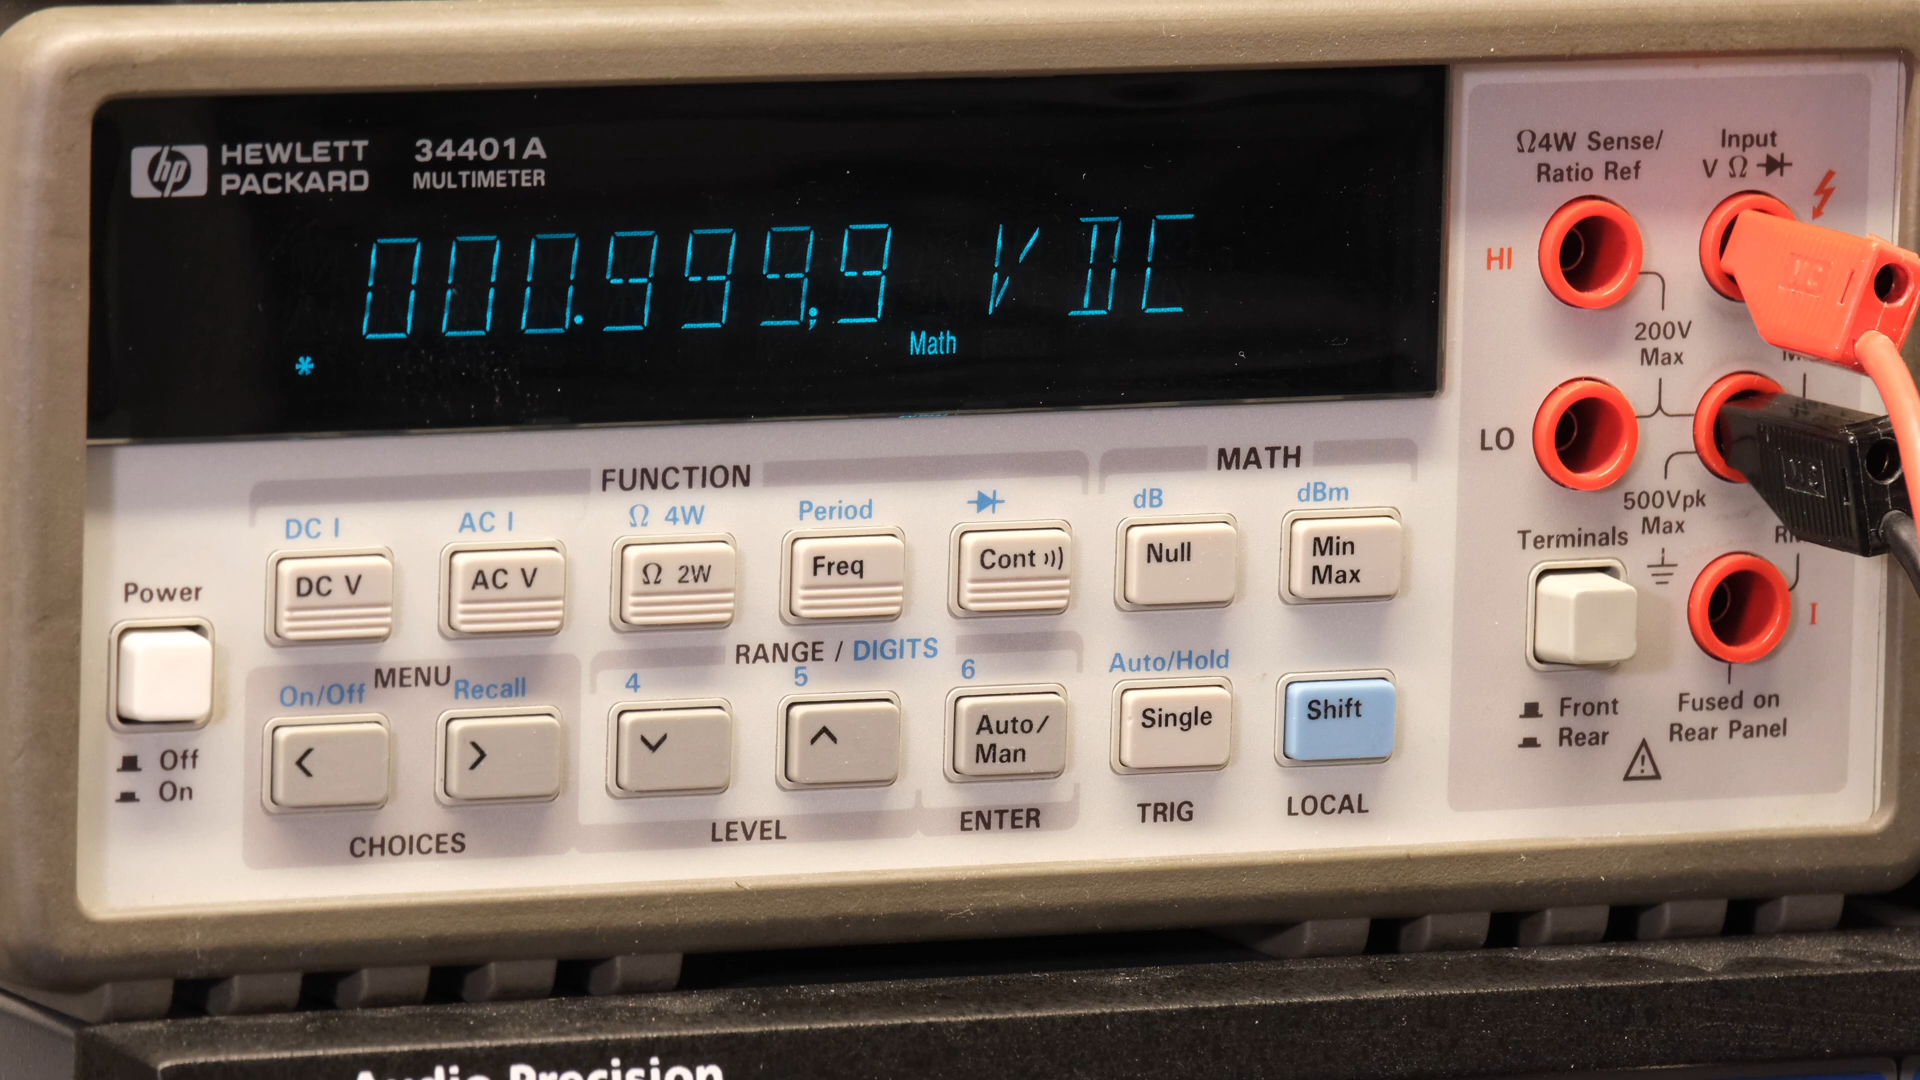 hp HEWLETT PACKARD 34401A MULTIMETER
000.999,9 V DC
* Math
FUNCTION
MATH
DC I AC I Ω 4W Period dB dBm
DC V AC V Ω 2W Freq Cont Null Min Max
Power
Off
On
MENU
On/Off Recall
RANGE / DIGITS
4 5 6
Auto/Hold
< > ∨ ∧ Auto/ Man Single Shift
CHOICES LEVEL ENTER TRIG LOCAL
Ω4W Sense/
Ratio Ref
Input
V Ω
HI
200V
Max
LO
500Vpk
Max
Terminals
I
Front
Rear
Fused on
Rear Panel
Audio Precision